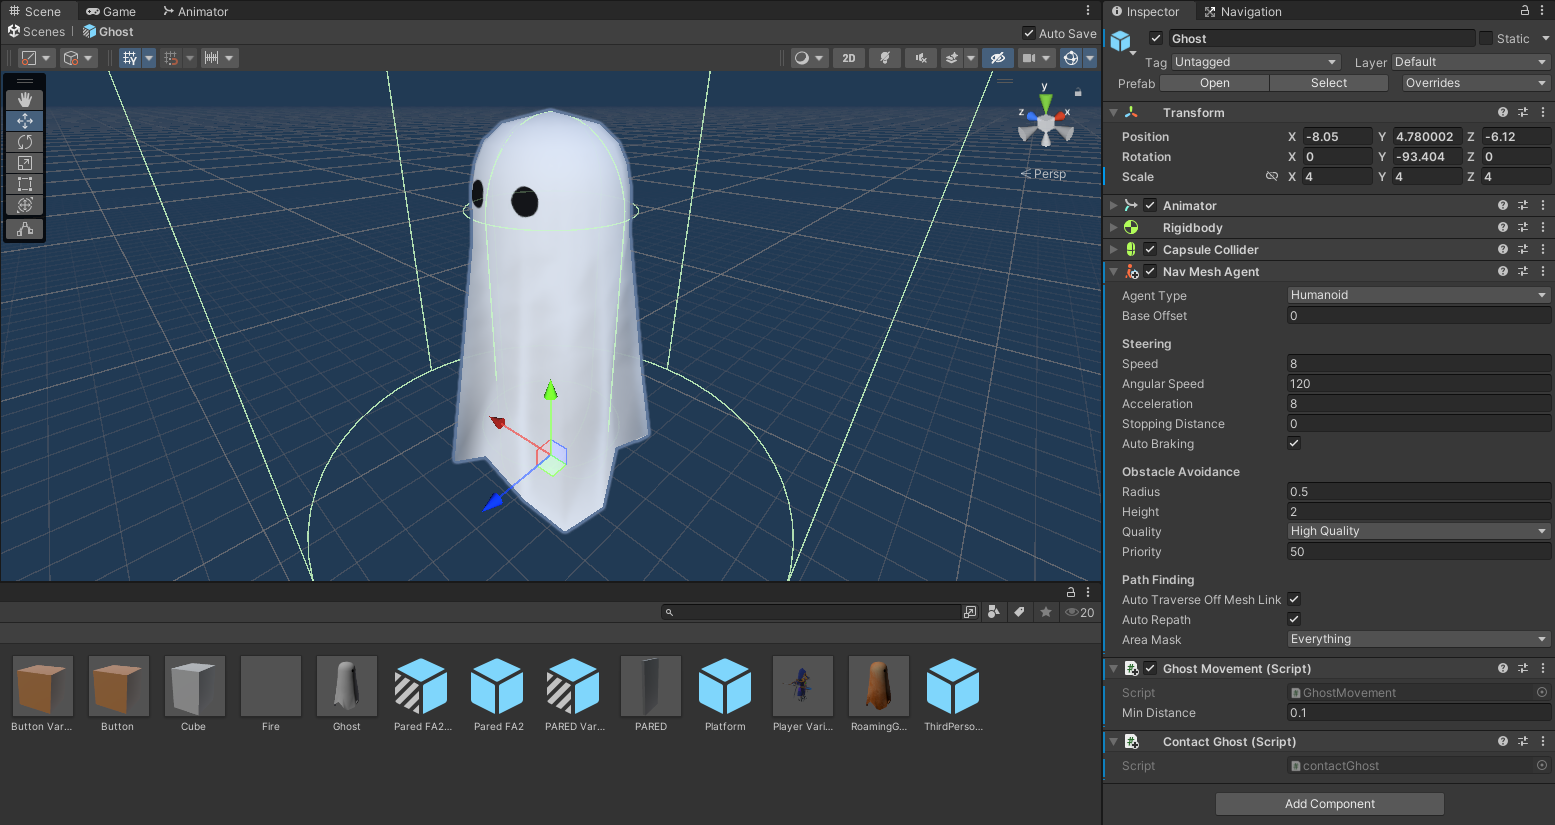 Scene Game Animator
Scenes Ghost
Auto Save
2D
y
z x
Persp
20
Button Var... Button Cube Fire Ghost Pared FA2... Pared FA2 PARED Var... PARED Platform Player Vari... RoamingG... ThirdPerso...
Inspector Navigation
Ghost Static
Tag Untagged Layer Default
Prefab Open Select Overrides
Transform
Position X -8.05 Y 4.780002 Z -6.12
Rotation X 0 Y -93.404 Z 0
Scale X 4 Y 4 Z 4
Animator
Rigidbody
Capsule Collider
Nav Mesh Agent
Agent Type Humanoid
Base Offset 0
Steering
Speed 8
Angular Speed 120
Acceleration 8
Stopping Distance 0
Auto Braking
Obstacle Avoidance
Radius 0.5
Height 2
Quality High Quality
Priority 50
Path Finding
Auto Traverse Off Mesh Link
Auto Repath
Area Mask Everything
# Ghost Movement (Script)
Script GhostMovement
Min Distance 0.1
# Contact Ghost (Script)
Script contactGhost
Add Component